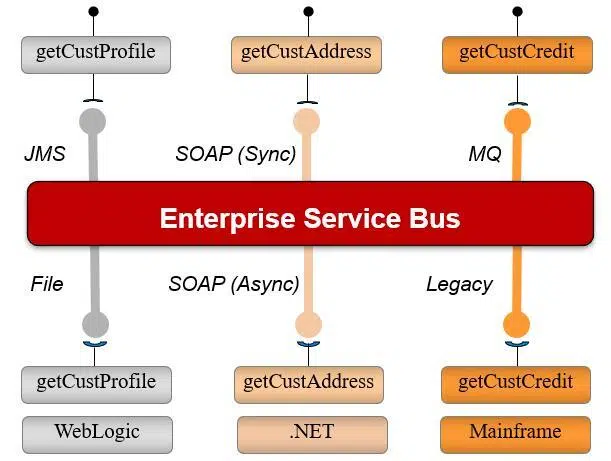 getCustProfile
getCustAddress
getCustCredit
JMS
SOAP (Sync)
MQ
Enterprise Service Bus
File
SOAP (Async)
Legacy
getCustProfile
getCustAddress
getCustCredit
WebLogic
.NET
Mainframe